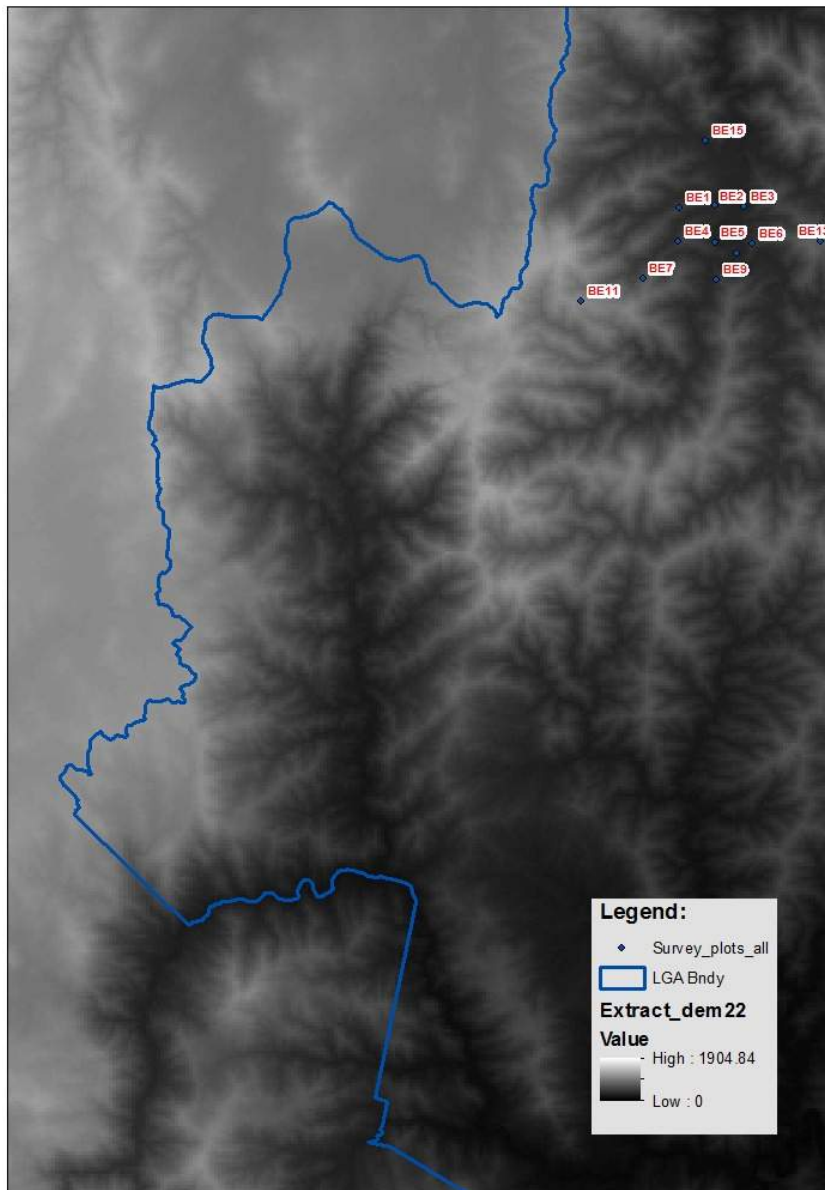 BE15
BE1
BE2
BE3
BE4
BE5
BE6
BE13
BE7
BE9
BE11
Legend:
Survey_plots_all
LGA Bndy
Extract_dem22
Value
High : 1904.84
Low : 0